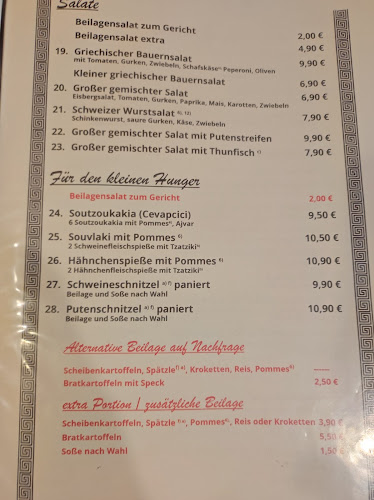 Salate
Beilagensalat zum Gericht 2,00 €
Beilagensalat extra 4,90 €
19. Griechischer Bauernsalat 9,90 €
mit Tomaten, Gurken, Zwiebeln, Schafskäse Peperoni, Oliven
Kleiner griechischer Bauernsalat 6,90 €
20. Großer gemischter Salat 6,90 €
Eisbergsalat, Tomaten, Gurken, Paprika, Mais, Karotten, Zwiebeln
21. Schweizer Wurstsalat 7,90 €
Schinkenwurst, saure Gurken, Käse, Zwiebeln
22. Großer gemischter Salat mit Putenstreifen 9,90 €
23. Großer gemischter Salat mit Thunfisch 7,90 €
Für den kleinen Hunger
Beilagensalat zum Gericht 2,00 €
24. Soutzoukakia (Cevapcici) 9,50 €
6 Soutzoukakia mit Pommes, Ajvar
25. Souvlaki mit Pommes 10,50 €
2 Schweinefleischspieße mit Tzatziki
26. Hähnchenspieße mit Pommes 10,90 €
2 Hähnchenfleischspieße mit Tzatziki
27. Schweineschnitzel paniert 9,90 €
Beilage und Soße nach Wahl
28. Putenschnitzel paniert 10,90 €
Beilage und Soße nach Wahl
Alternative Beilage auf Nachfrage
Scheibenkartoffeln, Spätzle, Kroketten, Reis, Pommes -----
Bratkartoffeln mit Speck 2,50 €
extra Portion / zusätzliche Beilage
Scheibenkartoffeln, Spätzle, Pommes, Reis oder Kroketten 3,90 €
Bratkartoffeln 5,50 €
Soße nach Wahl 1,50 €